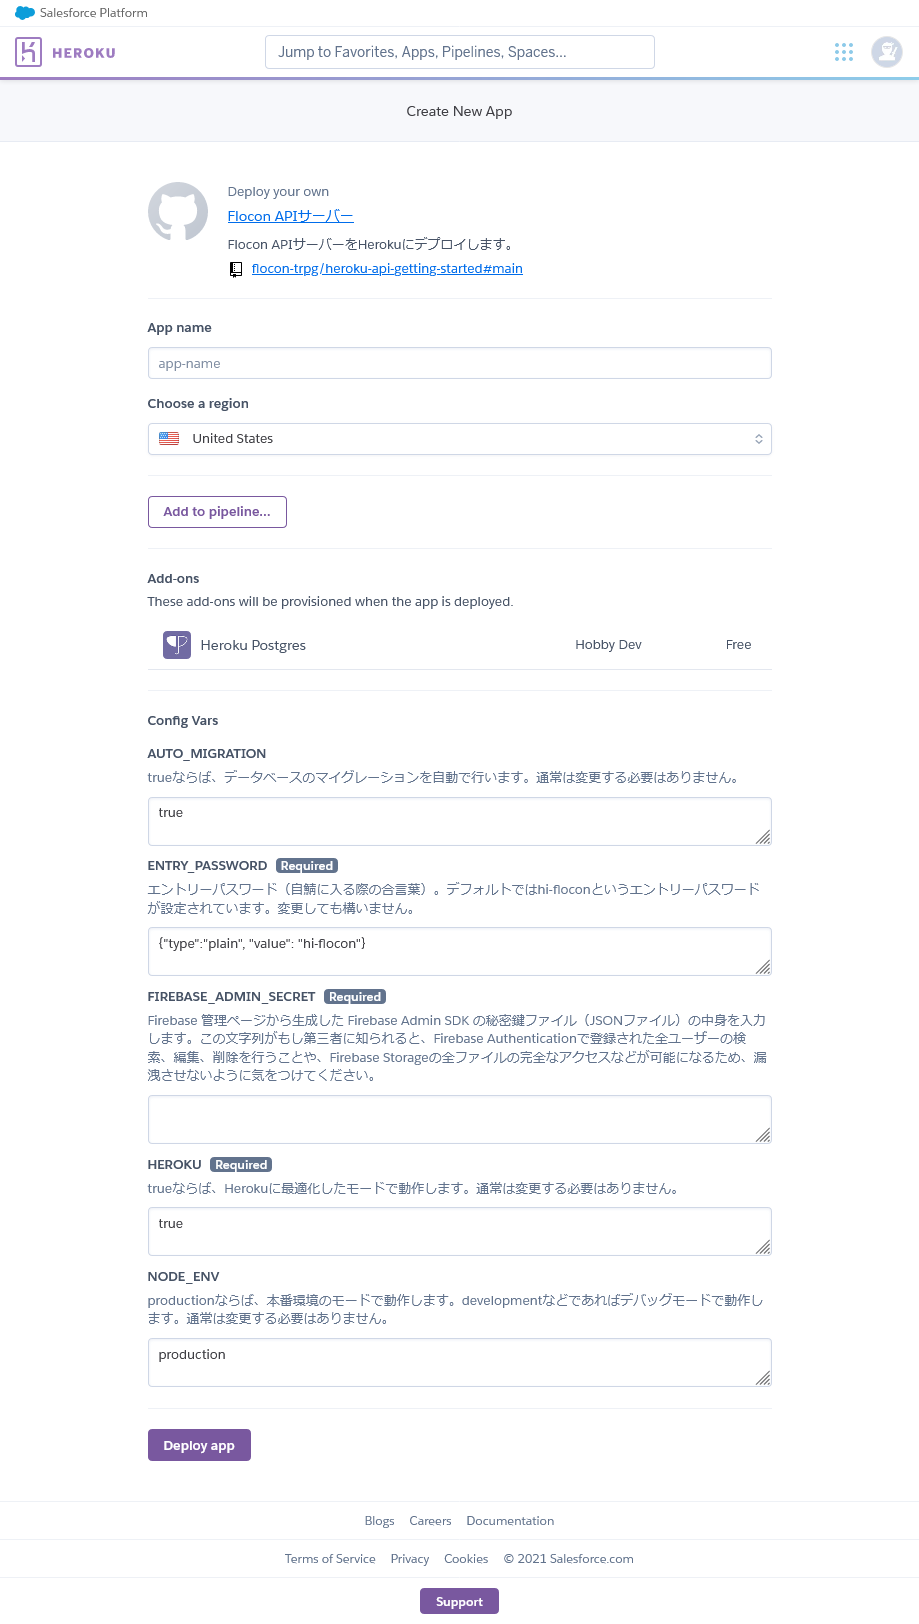 Salesforce Platform
HEROKU
Jump to Favorites, Apps, Pipelines, Spaces...
Create New App
Deploy your own
Flocon APIサーバー
Flocon APIサーバーをHerokuにデプロイします。
flocon-trpg/heroku-api-getting-started#main
App name
app-name
Choose a region
United States
Add to pipeline...
Add-ons
These add-ons will be provisioned when the app is deployed.
Heroku Postgres Hobby Dev Free
Config Vars
AUTO_MIGRATION
trueならば、データベースのマイグレーションを自動で行います。通常は変更する必要はありません。
true
ENTRY_PASSWORD Required
エントリーパスワード（自鯖に入る際の合言葉）。デフォルトではhi-floconというエントリーパスワード
が設定されています。変更しても構いません。
{"type":"plain", "value": "hi-flocon"}
FIREBASE_ADMIN_SECRET Required
Firebase 管理ページから生成した Firebase Admin SDK の秘密鍵ファイル（JSONファイル）の中身を入力
します。この文字列がもし第三者に知られると、Firebase Authenticationで登録された全ユーザーの検
索、編集、削除を行うことや、Firebase Storageの全ファイルの完全なアクセスなどが可能になるため、漏
洩させないように気をつけてください。
HEROKU Required
trueならば、Herokuに最適化したモードで動作します。通常は変更する必要はありません。
true
NODE_ENV
productionならば、本番環境のモードで動作します。developmentなどであればデバッグモードで動作し
ます。通常は変更する必要はありません。
production
Deploy app
Blogs Careers Documentation
Terms of Service Privacy Cookies © 2021 Salesforce.com
Support